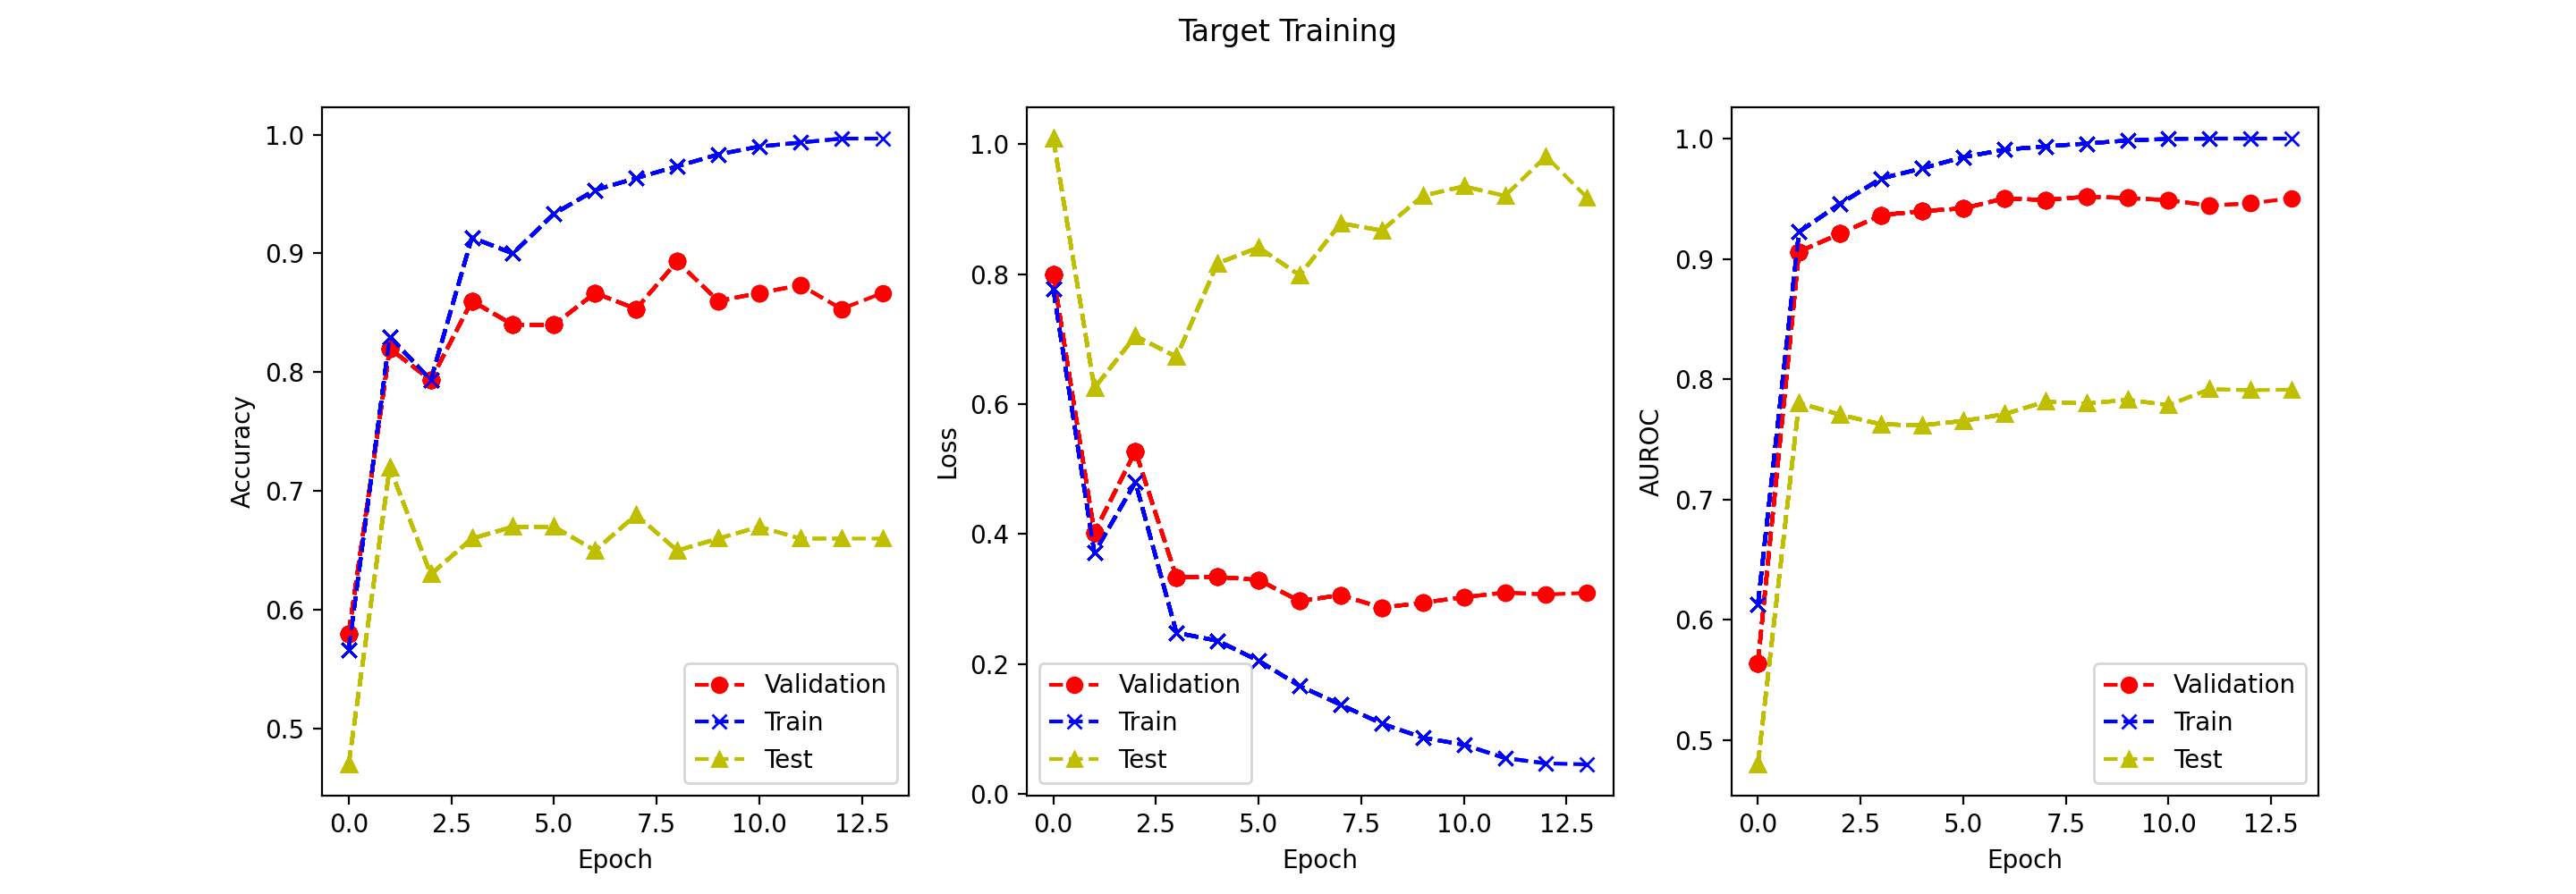 Target Training
Accuracy
1.0
0.9
0.8
0.7
0.6
0.5
Validation
Train
Test
0.0 2.5 5.0 7.5 10.0 12.5
Epoch
Loss
1.0
0.8
0.6
0.4
0.2
0.0
Validation
Train
Test
0.0 2.5 5.0 7.5 10.0 12.5
Epoch
AUROC
1.0
0.9
0.8
0.7
0.6
0.5
Validation
Train
Test
0.0 2.5 5.0 7.5 10.0 12.5
Epoch